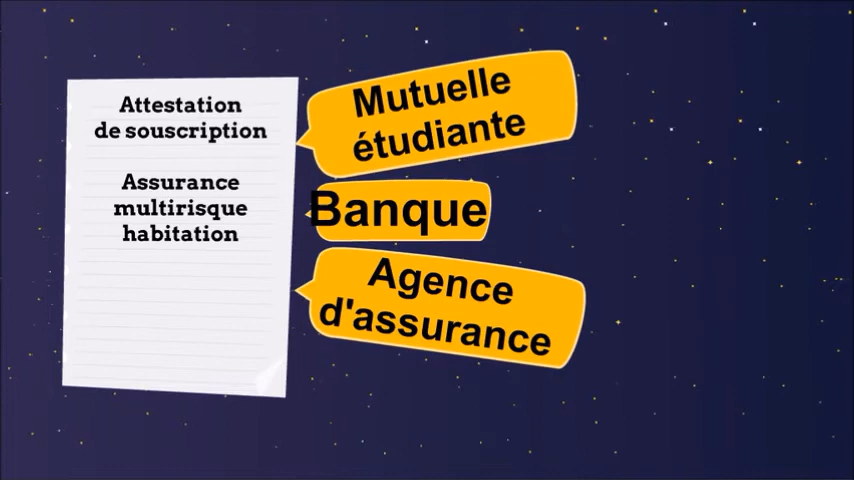 Attestation
de souscription
Assurance
multirisque
habitation
Mutuelle
étudiante
Banque
Agence
d'assurance